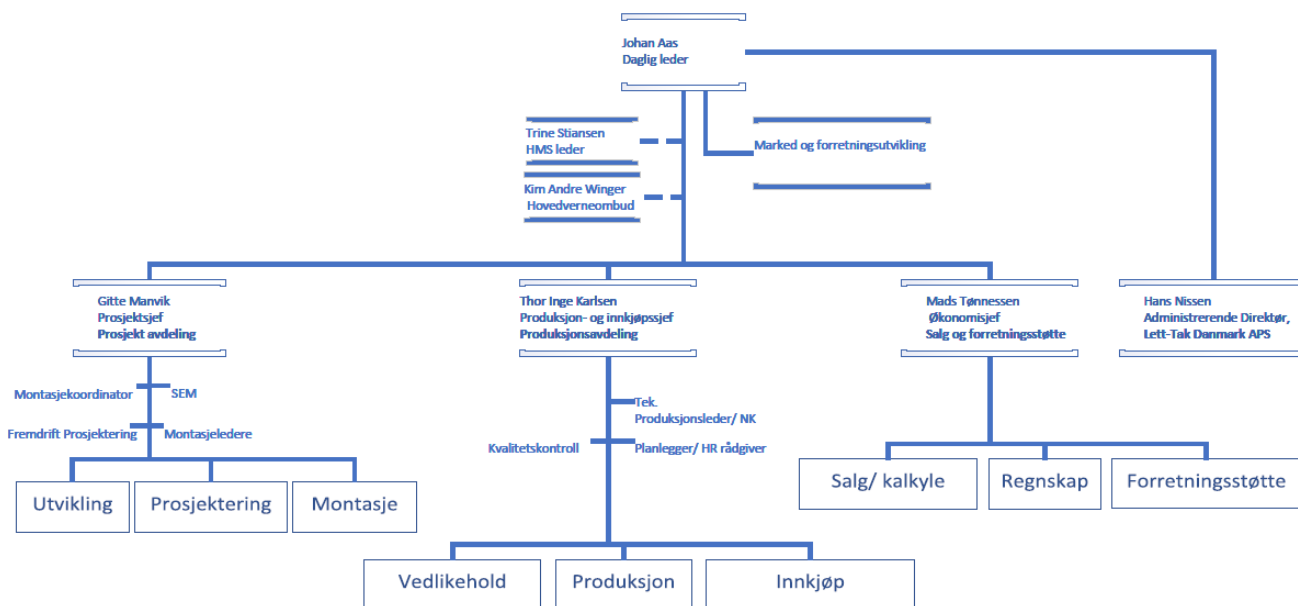 Johan Aas
Daglig leder
Trine Stiansen
HMS leder
Marked og forretningsutvikling
Kim Andre Winger
Hovedverneombud
Gitte Manvik
Prosjektsjef
Prosjekt avdeling
Thor Inge Karlsen
Produksjon- og innkjøpssjef
Produksjonsavdeling
Mads Tønnessen
Økonomisjef
Salg og forretningsstøtte
Hans Nissen
Administrerende Direktør,
Lett-Tak Danmark APS
Montasjekoordinator
SEM
Fremdrift Prosjektering
Montasjeledere
Tek.
Produksjonsleder/ NK
Kvalitetskontroll
Planlegger/ HR rådgiver
Utvikling
Prosjektering
Montasje
Salg/ kalkyle
Regnskap
Forretningsstøtte
Vedlikehold
Produksjon
Innkjøp